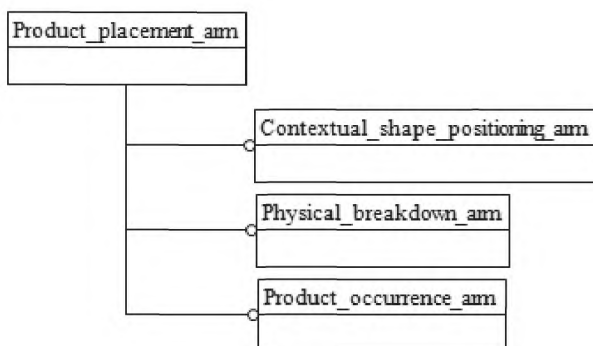 Product_placement_arm
Contextual_shape_positioning_arm
Physical_breakdown_arm
Product_occurrence_arm